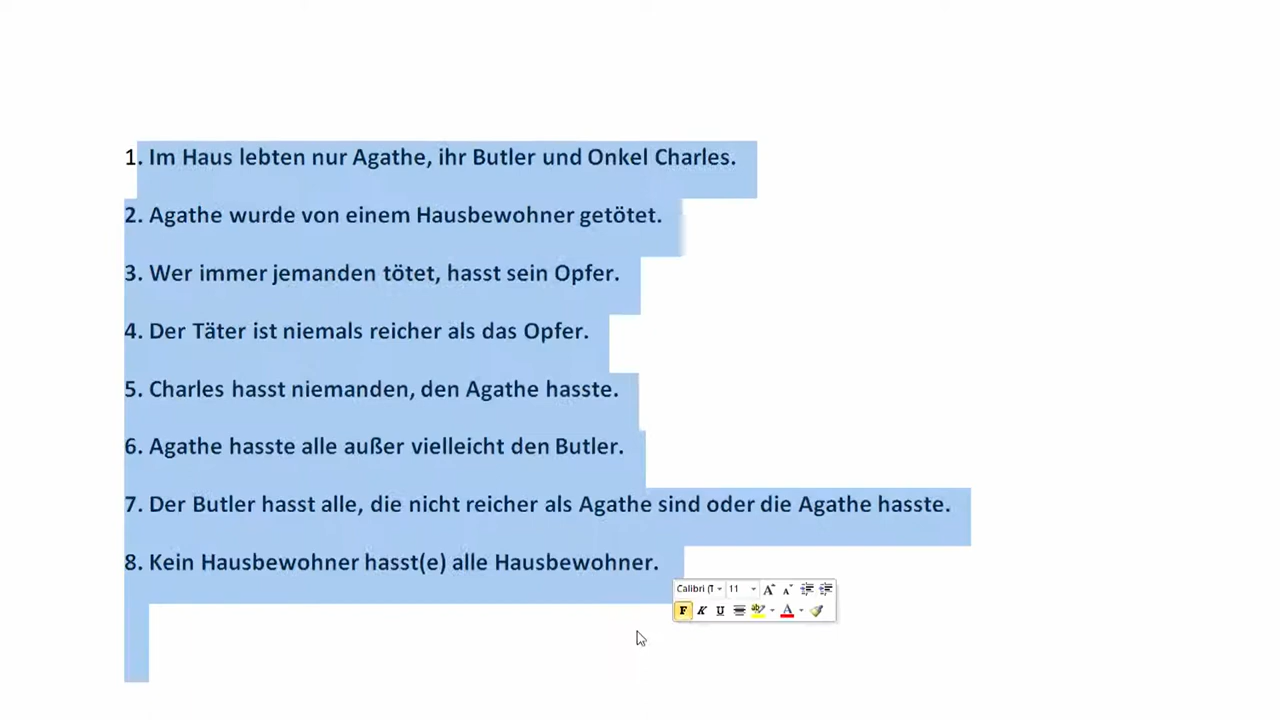 1. Im Haus lebten nur Agathe, ihr Butler und Onkel Charles.
2. Agathe wurde von einem Hausbewohner getötet.
3. Wer immer jemanden tötet, hasst sein Opfer.
4. Der Täter ist niemals reicher als das Opfer.
5. Charles hasst niemanden, den Agathe hasste.
6. Agathe hasste alle außer vielleicht den Butler.
7. Der Butler hasst alle, die nicht reicher als Agathe sind oder die Agathe hasste.
8. Kein Hausbewohner hasst(e) alle Hausbewohner.
Calibri (T 11 A A
F K U ab A